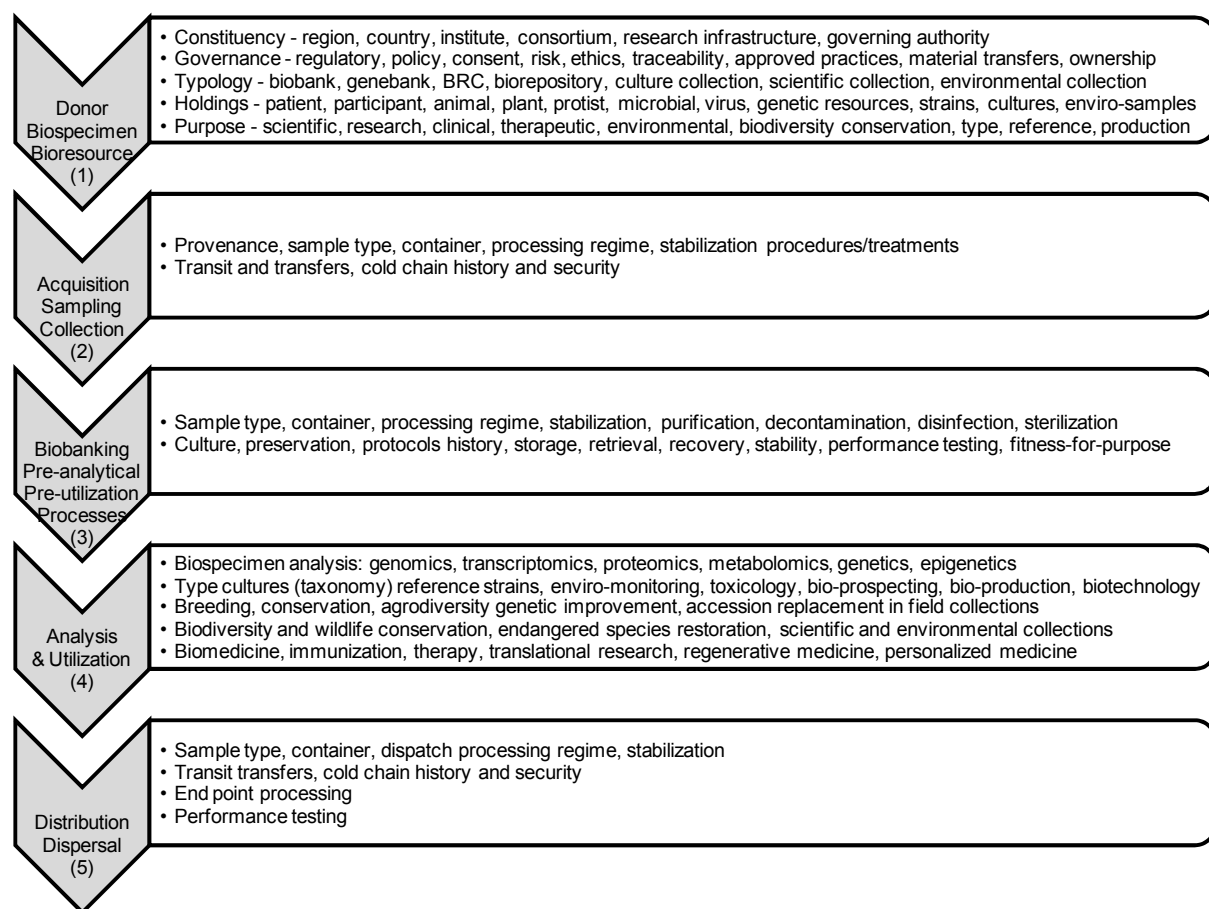 Donor
Biospecimen
Bioresource
(1)
• Constituency - region, country, institute, consortium, research infrastructure, governing authority
• Governance - regulatory, policy, consent, risk, ethics, traceability, approved practices, material transfers, ownership
• Typology - biobank, genebank, BRC, biorepository, culture collection, scientific collection, environmental collection
• Holdings - patient, participant, animal, plant, protist, microbial, virus, genetic resources, strains, cultures, enviro-samples
• Purpose - scientific, research, clinical, therapeutic, environmental, biodiversity conservation, type, reference, production
Acquisition
Sampling
Collection
(2)
• Provenance, sample type, container, processing regime, stabilization procedures/treatments
• Transit and transfers, cold chain history and security
Biobanking
Pre-analytical
Pre-utilization
Processes
(3)
• Sample type, container, processing regime, stabilization, purification, decontamination, disinfection, sterilization
• Culture, preservation, protocols history, storage, retrieval, recovery, stability, performance testing, fitness-for-purpose
Analysis
& Utilization
(4)
• Biospecimen analysis: genomics, transcriptomics, proteomics, metabolomics, genetics, epigenetics
• Type cultures (taxonomy) reference strains, enviro-monitoring, toxicology, bio-prospecting, bio-production, biotechnology
• Breeding, conservation, agrodiversity genetic improvement, accession replacement in field collections
• Biodiversity and wildlife conservation, endangered species restoration, scientific and environmental collections
• Biomedicine, immunization, therapy, translational research, regenerative medicine, personalized medicine
Distribution
Dispersal
(5)
• Sample type, container, dispatch processing regime, stabilization
• Transit transfers, cold chain history and security
• End point processing
• Performance testing